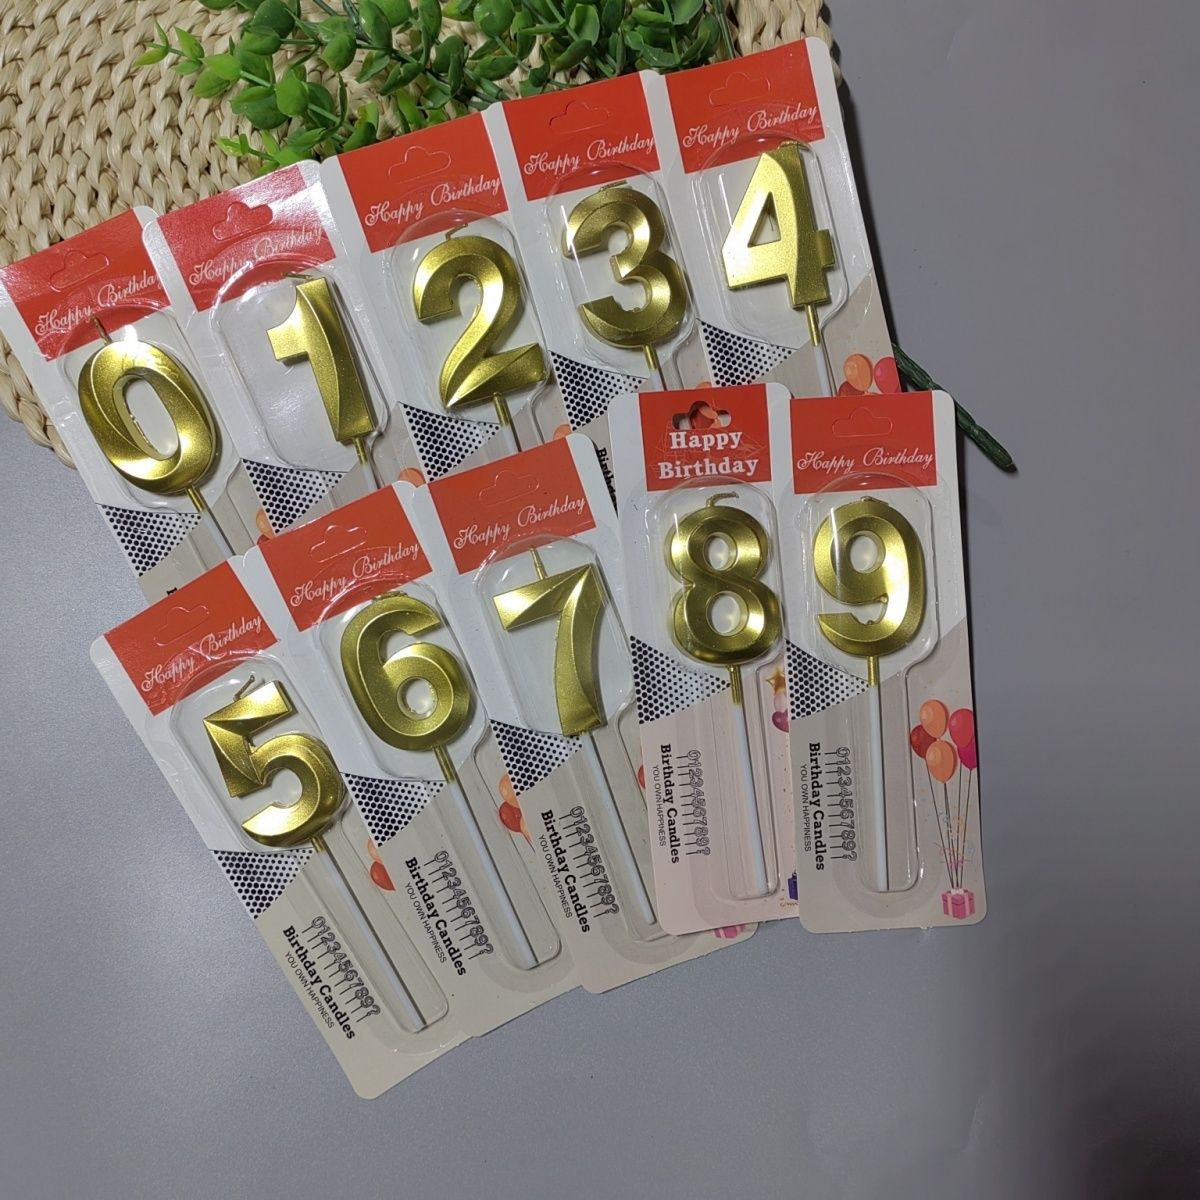 Happy Birthday
0
Happy Birthday
1
Happy Birthday
2
Happy Birthday
3
Happy Birthday
4
Happy Birthday
5
0123456789?
Birthday Candles
YOU OWN HAPPINESS
Happy Birthday
6
0123456789?
Birthday Candles
YOU OWN HAPPINESS
Happy Birthday
7
0123456789?
Birthday Candles
YOU OWN HAPPINESS
Happy
Birthday
8
0123456789?
Birthday Candles
YOU OWN HAPPINESS
Happy Birthday
9
0123456789?
Birthday Candles
YOU OWN HAPPINESS